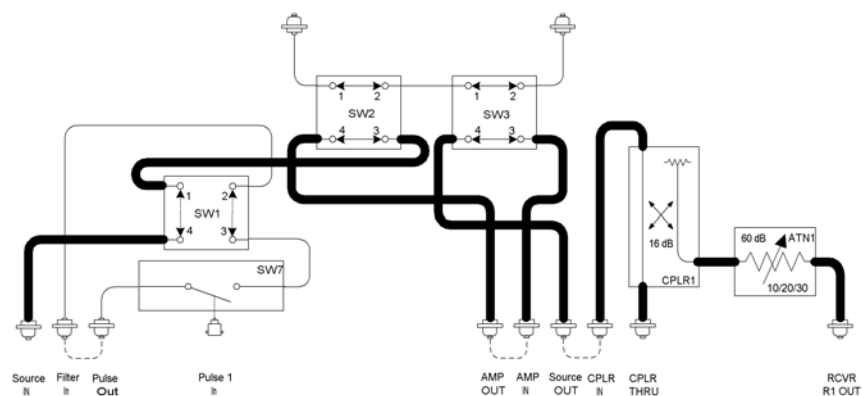 1 2
SW2
4 3
1 2
SW3
4 3
1 2
SW1
4 3
SW7
16 dB
CPLR1
60 dB ATN1
10/20/30
Source
IN
Filter
In
Pulse
Out
Pulse 1
In
AMP
OUT
AMP
IN
Source
OUT
CPLR
IN
CPLR
THRU
RCVR
R1 OUT